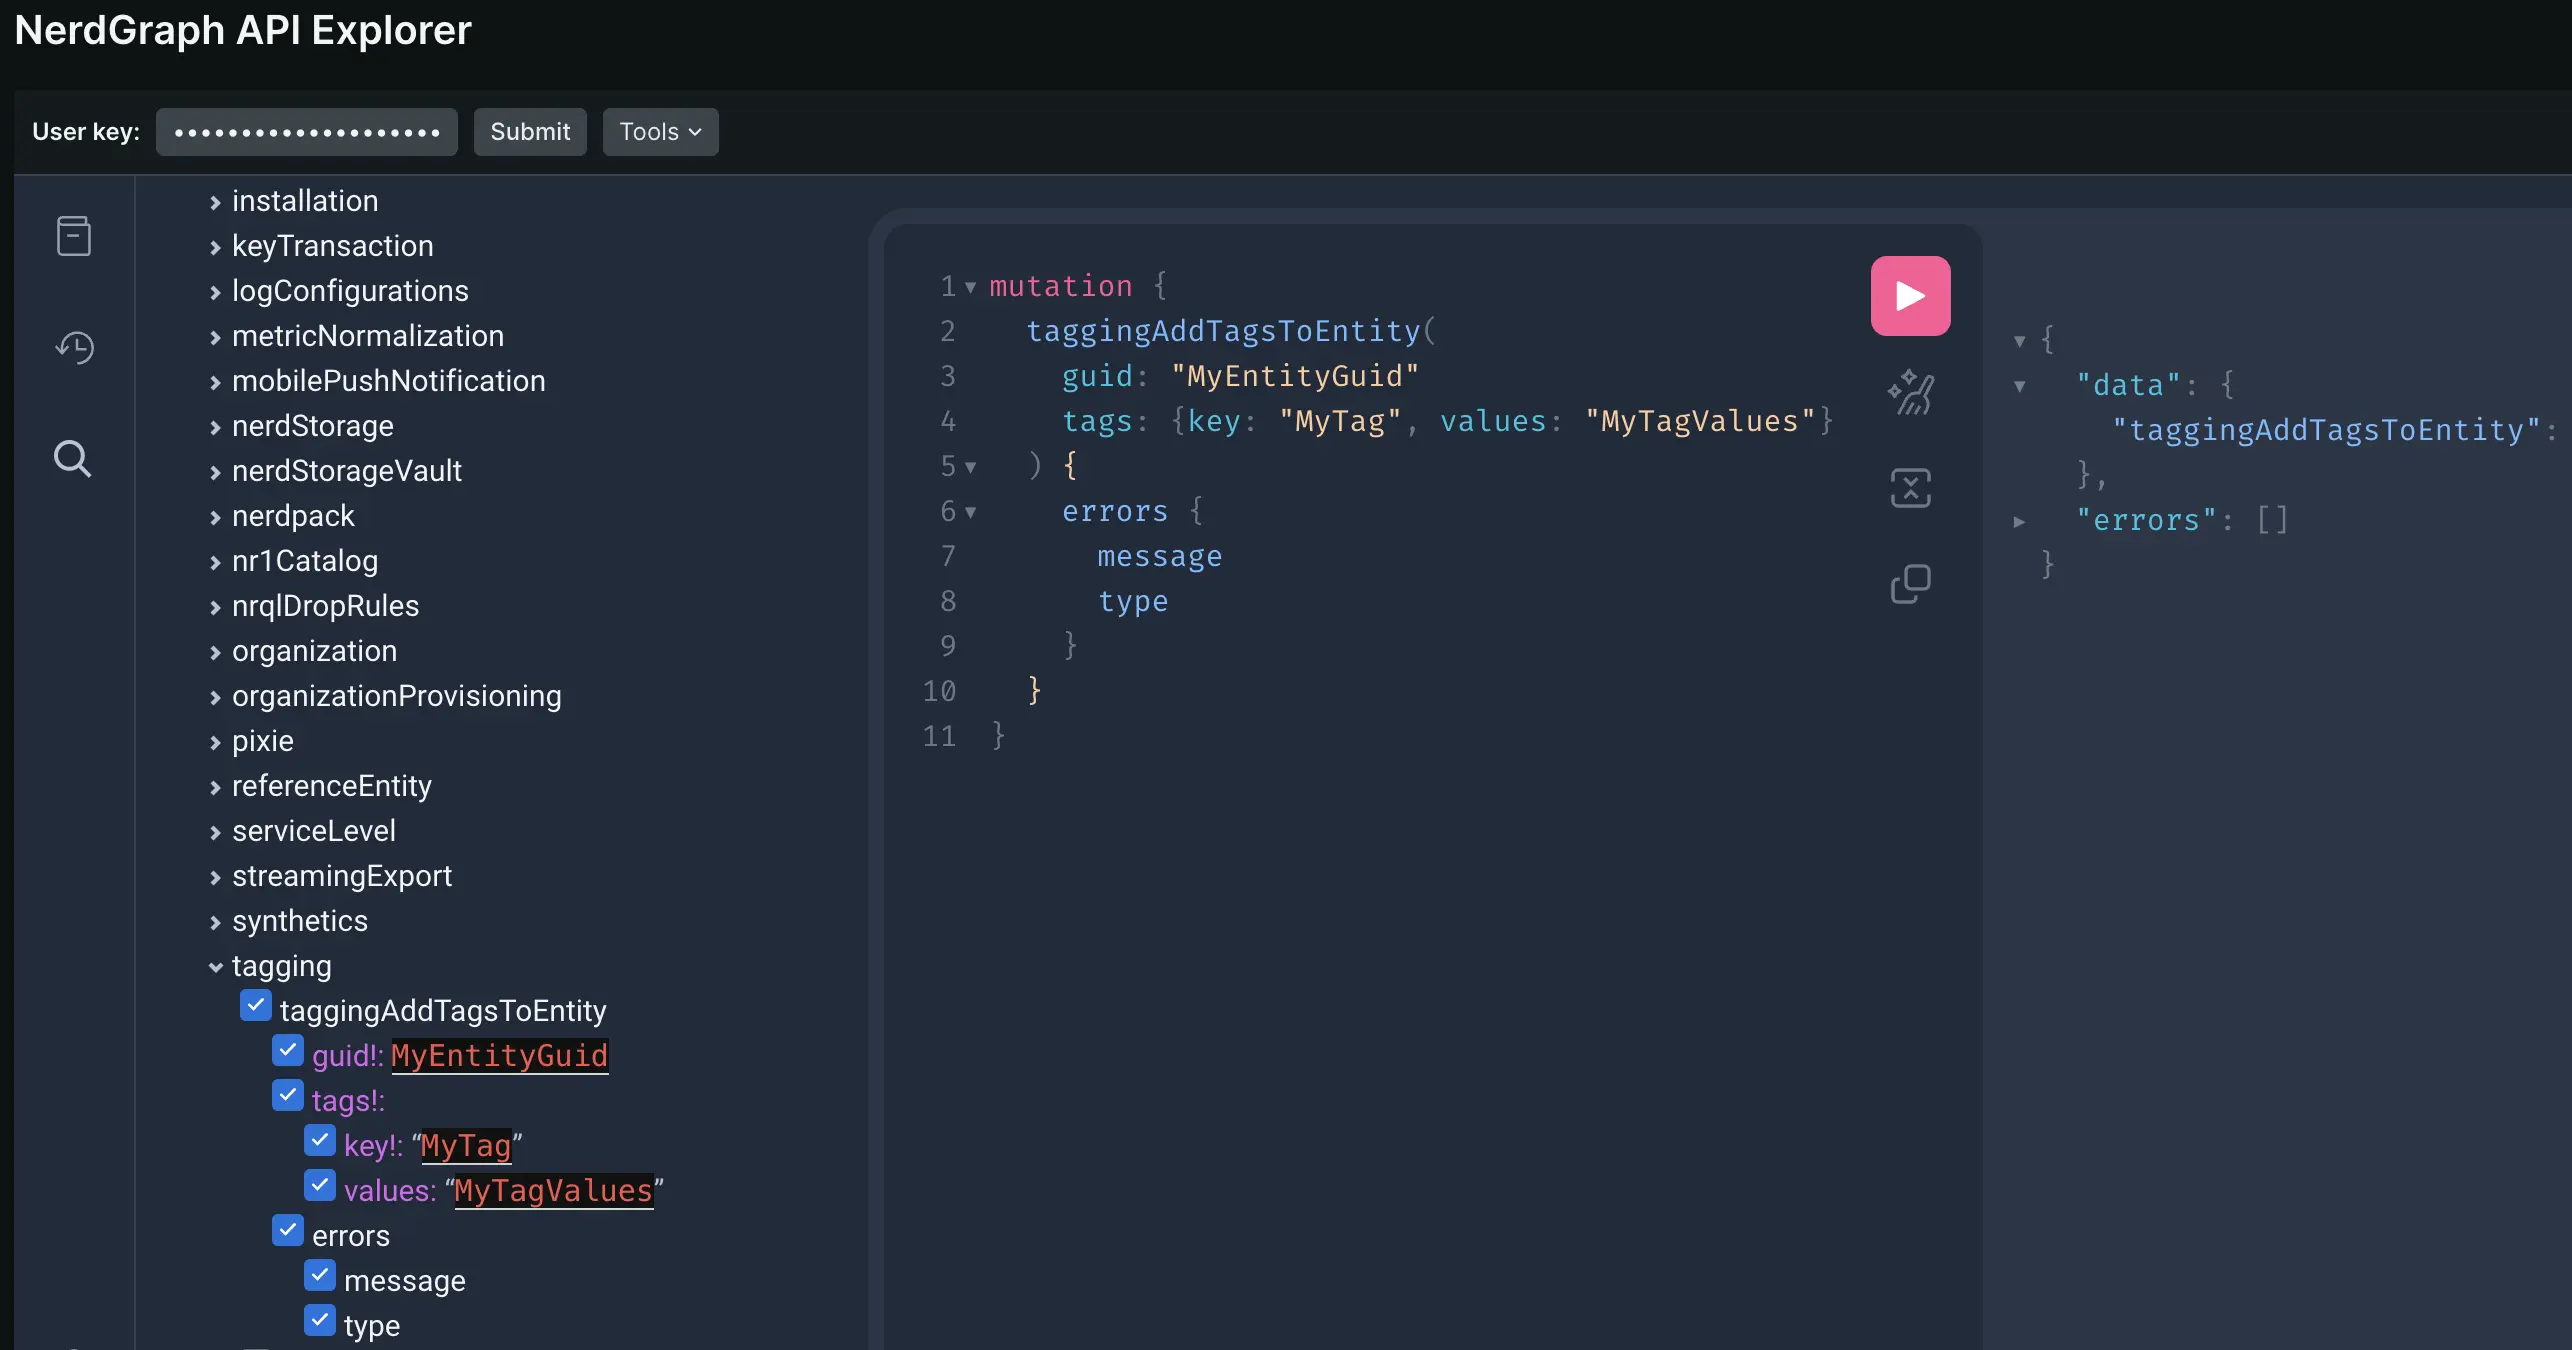 NerdGraph API Explorer
User key: •••••••••••••••••••• Submit Tools
installation
keyTransaction
logConfigurations
metricNormalization
mobilePushNotification
nerdStorage
nerdStorageVault
nerdpack
nr1Catalog
nrqlDropRules
organization
organizationProvisioning
pixie
referenceEntity
serviceLevel
streamingExport
synthetics
tagging
taggingAddTagsToEntity
guid!: MyEntityGuid
tags!:
key!: “MyTag”
values: “MyTagValues”
errors
message
type
1 mutation {
2 taggingAddTagsToEntity(
3 guid: "MyEntityGuid"
4 tags: {key: "MyTag", values: "MyTagValues"}
5 ) {
6 errors {
7 message
8 type
9 }
10 }
11 }
{
"data": {
"taggingAddTagsToEntity":
},
"errors": []
}